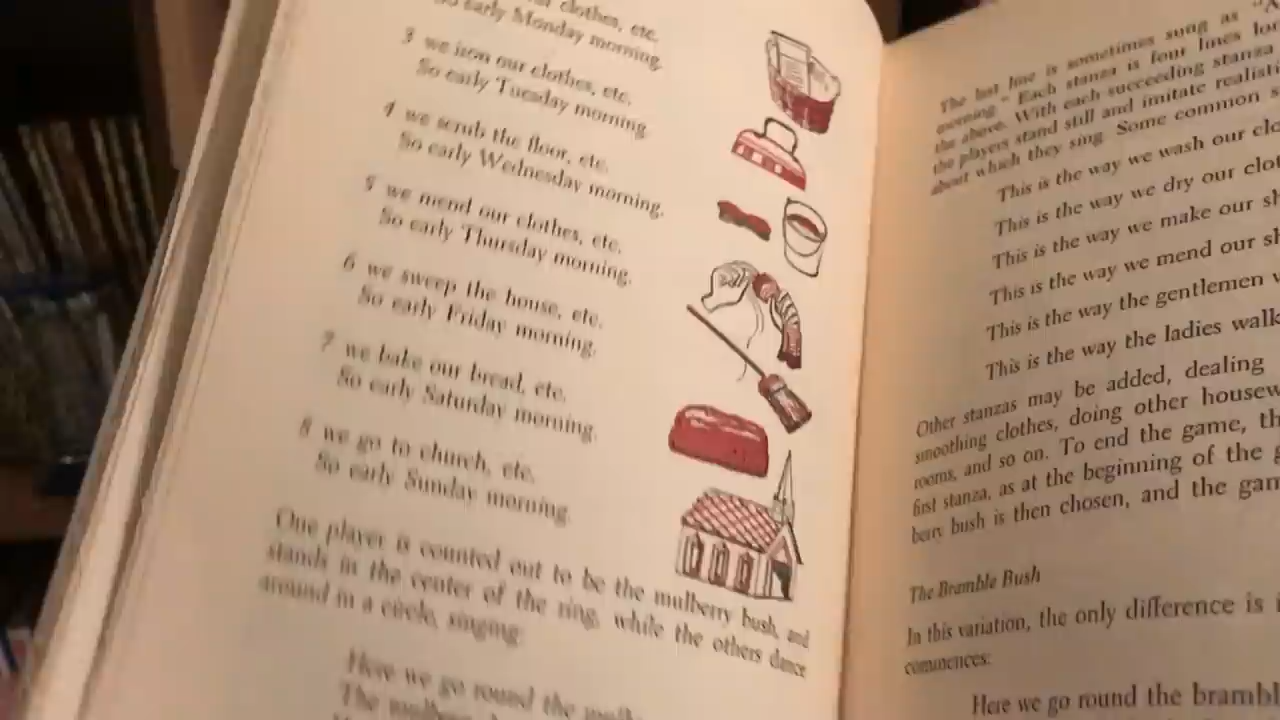 clothes, etc.
So early Monday morning.
3 we iron our clothes, etc.
So early Tuesday morning.
4 we scrub the floor, etc.
So early Wednesday morning.
5 we mend our clothes, etc.
So early Thursday morning.
6 we sweep the house, etc.
So early Friday morning.
7 we bake our bread, etc.
So early Saturday morning.
8 we go to church, etc.
So early Sunday morning.
One player is counted out to be the mulberry bush, and
stands in the center of the ring, while the others dance
around in a circle, singing:
Here we go round the
The
The last line is sometimes sung as
morning." Each stanza is four lines
the above. With each succeeding stanza
the players stand still and imitate
about which they sing. Some common
This is the way we wash our
This is the way we dry our
This is the way we make our
This is the way we mend our
This is the way the gentlemen
This is the way the ladies walk
Other stanzas may be added, dealing
smoothing clothes, doing other
rooms, and so on. To end the game,
first stanza, as at the beginning of the
berry bush is then chosen, and the
The Bramble Bush
In this variation, the only difference is
commences:
Here we go round the